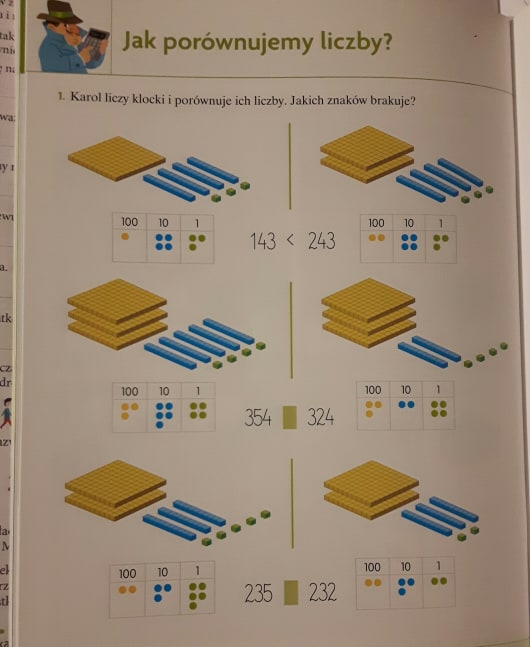 Jak porównujemy liczby?
1. Karol liczy klocki i porównuje ich liczby. Jakich znaków brakuje?
100 10 1
143 < 243
100 10 1
100 10 1
354 324
100 10 1
100 10 1
235 232
100 10 1